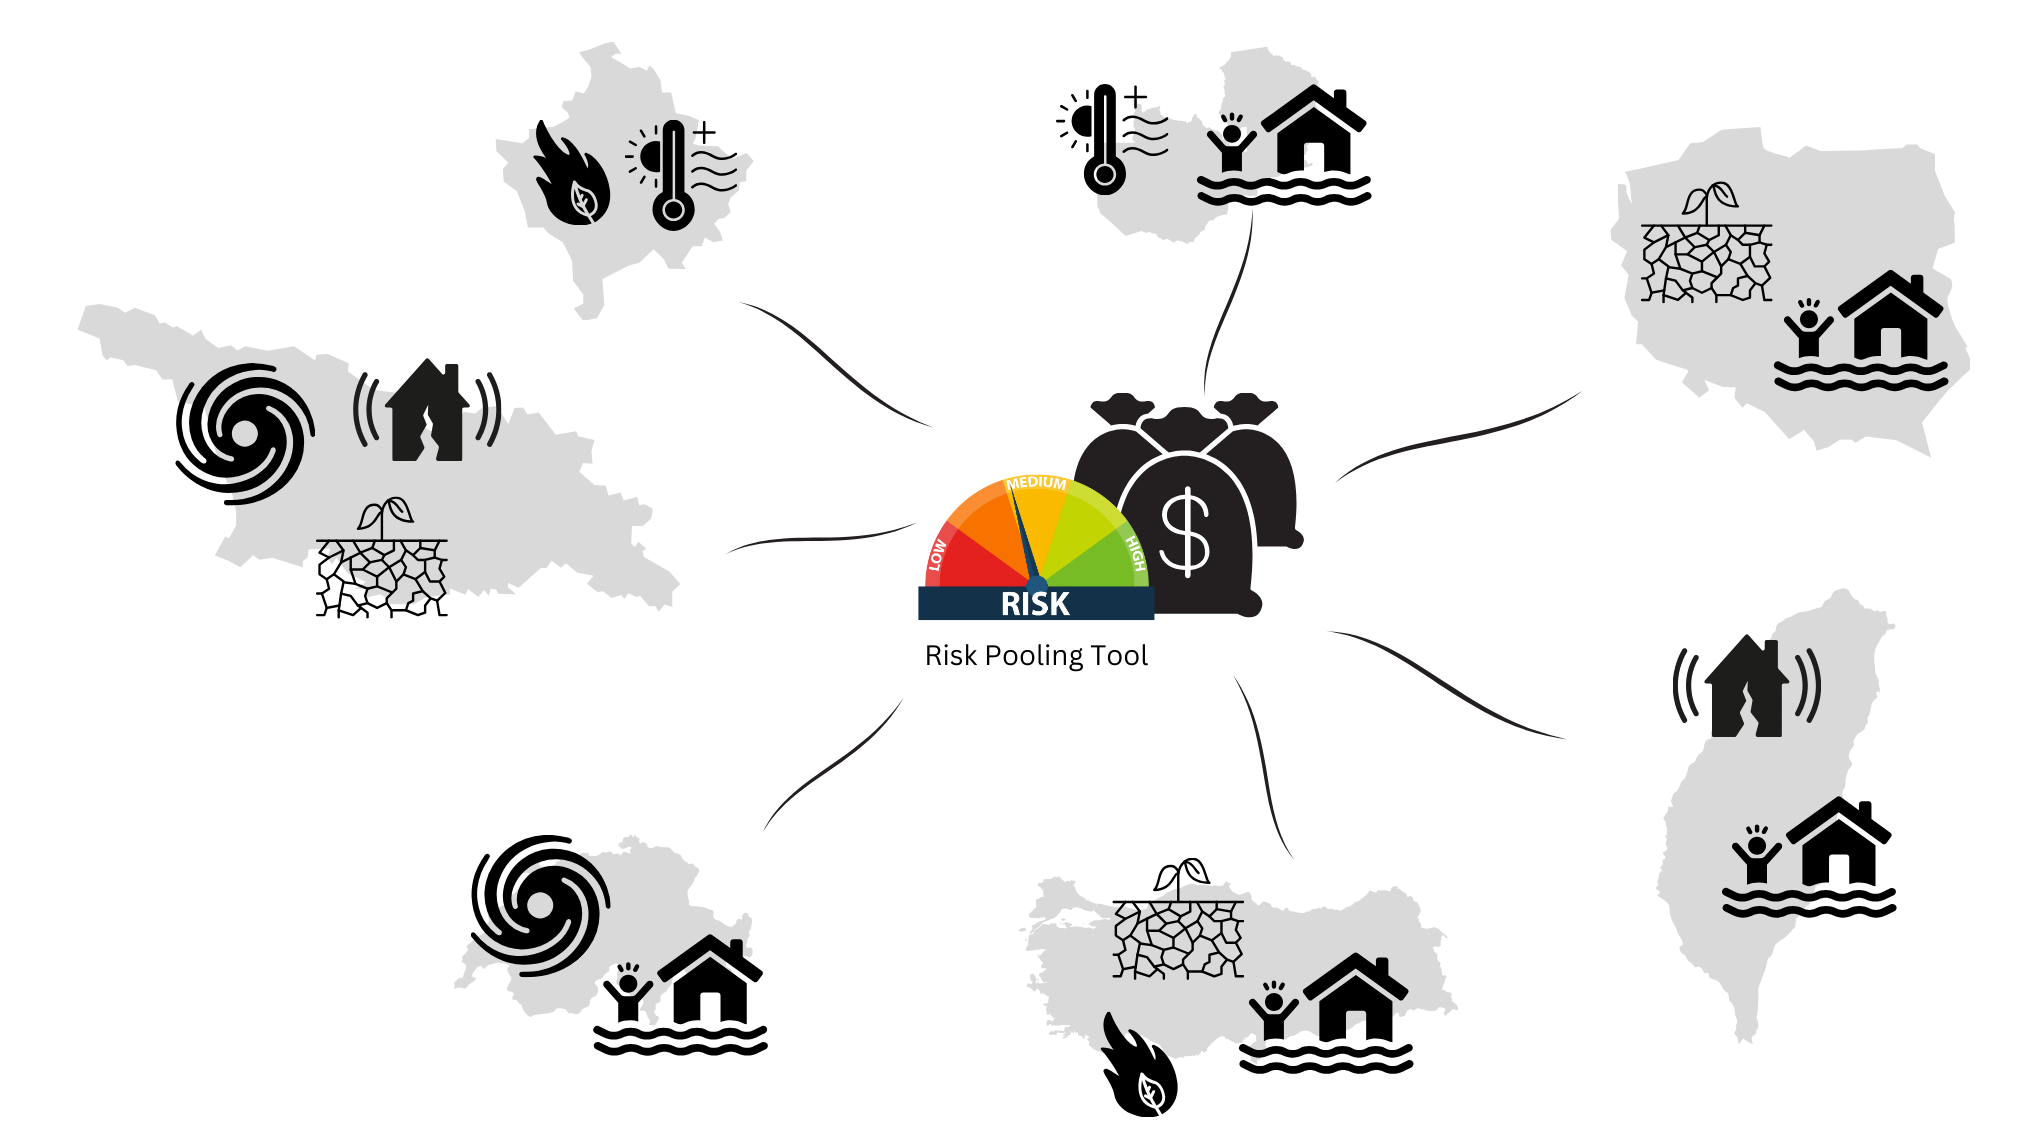 MEDIUM
LOW
HIGH
$
RISK
Risk Pooling Tool